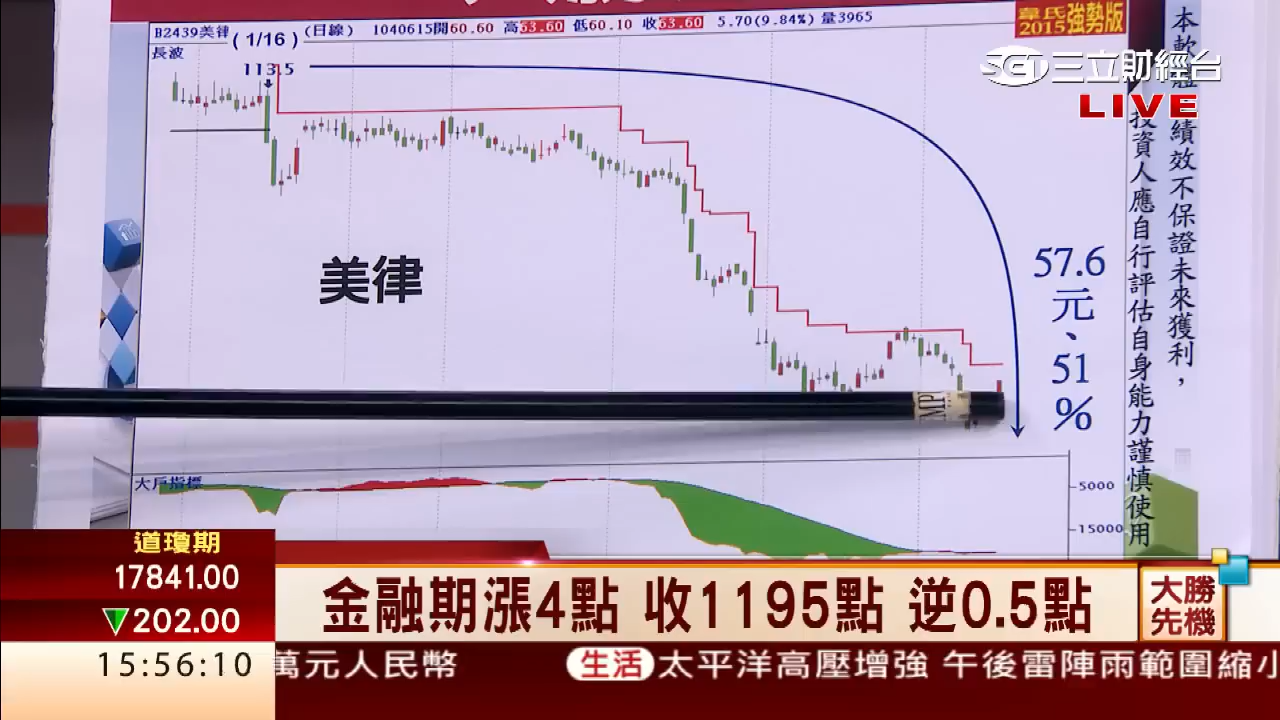 B2439美律(日線) 1040615開60.60 高63.60 低60.10 收63.60 5.70(9.84%) 量3965
長波
(1/16)
113.5
韋氏強勢版
2015
SET三立財經台
LIVE
績效不保證未來獲利，
投資人應自行評估自身能力謹慎使用
美律
57.6
元、
51
%
大戶指標
5000
15000
道瓊期
17841.00
▼202.00
15:56:10
金融期漲4點 收1195點 逆0.5點
大勝
先機
萬元人民幣 生活 太平洋高壓增強 午後雷陣雨範圍縮小